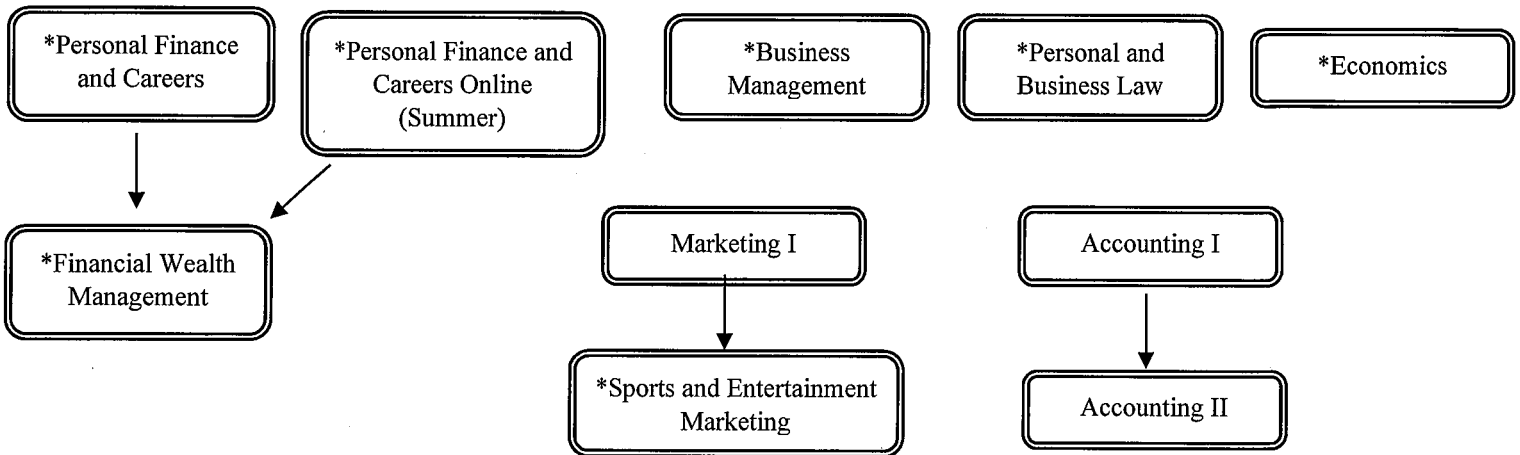 *Personal Finance
and Careers
*Personal Finance and
Careers Online
(Summer)
*Business
Management
*Personal and
Business Law
*Economics
*Financial Wealth
Management
Marketing I
Accounting I
*Sports and Entertainment
Marketing
Accounting II